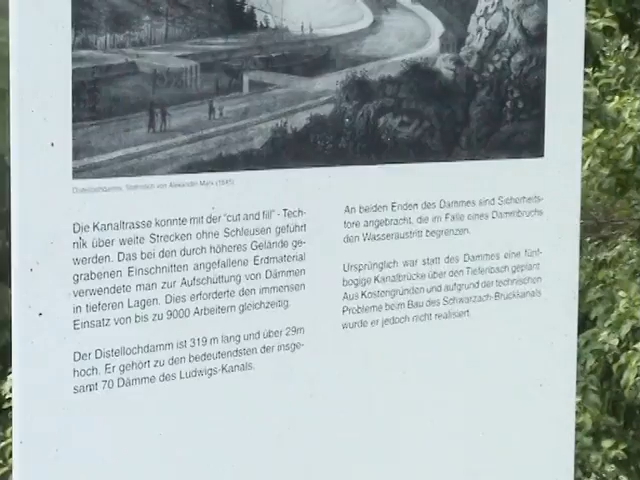 Distellochdamm, Stahlstich von Alexander Marx (1845)
Die Kanaltrasse konnte mit der "cut and fill" - Tech-
nik über weite Strecken ohne Schleusen geführt
werden. Das bei den durch höheres Gelände ge-
grabenen Einschnitten angefallene Erdmaterial
verwendete man zur Aufschüttung von Dämmen
in tieferen Lagen. Dies erforderte den immensen
Einsatz von bis zu 9000 Arbeitern gleichzeitig.
Der Distellochdamm ist 319 m lang und über 29m
hoch. Er gehört zu den bedeutendsten der insge-
samt 70 Dämme des Ludwigs-Kanals.
An beiden Enden des Dammes sind Sicherheits-
tore angebracht, die im Falle eines Dammbruchs
den Wasseraustritt begrenzen.
Ursprünglich war statt des Dammes eine fünf-
bogige Kanalbrücke über den Tiefenbach geplant.
Aus Kostengründen und aufgrund der technischen
Probleme beim Bau des Schwarzach-Brückkanals
wurde er jedoch nicht realisiert.